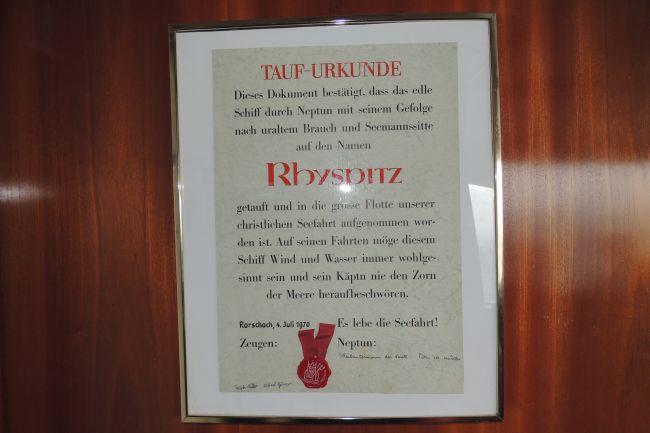 TAUF-URKUNDE
Dieses Dokument bestätigt, dass das edle
Schiff durch Neptun mit seinem Gefolge
nach uraltem Brauch und Seemannssitte
auf den Namen
Rhyspitz
getauft und in die grosse Flotte unserer
christlichen Seefahrt aufgenommen wor-
den ist. Auf seinen Fahrten möge diesem
Schiff Wind und Wasser immer wohlge-
sinnt sein und sein Käptn nie den Zorn
der Meere heraufbeschwören.
Rorschach, 4. Juli 1970 Es lebe die Seefahrt!
Zeugen: Neptun: